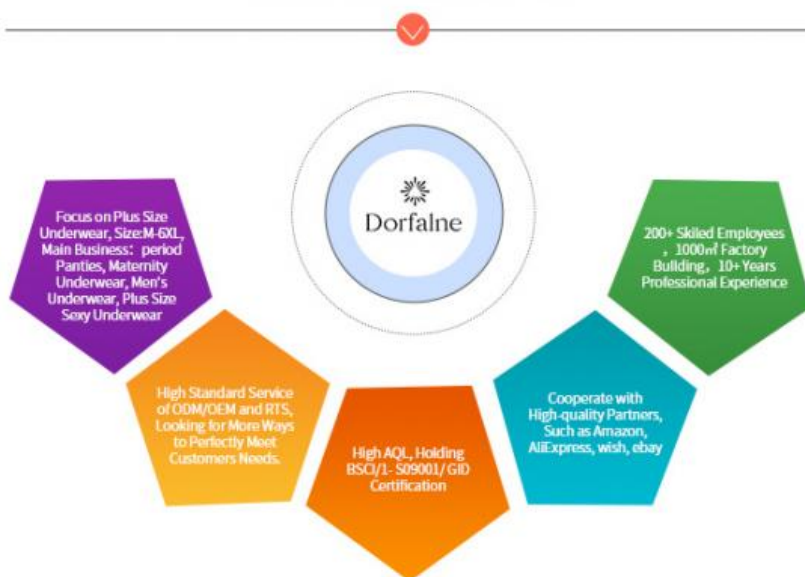 Dorfalne
Focus on Plus Size
Underwear, Size:M-6XL,
Main Business：period
Panties, Maternity
Underwear, Men's
Underwear, Plus Size
Sexy Underwear
High Standard Service
of ODM/OEM and RTS,
Looking for More Ways
to Perfectly Meet
Customers Needs.
High AQL, Holding
BSCI/1- S09001/ GID
Certification
Cooperate with
High-quality Partners,
Such as Amazon,
AliExpress, wish, ebay
200+ Skiled Employees
，1000㎡ Factory
Building，10+ Years
Professional Experience